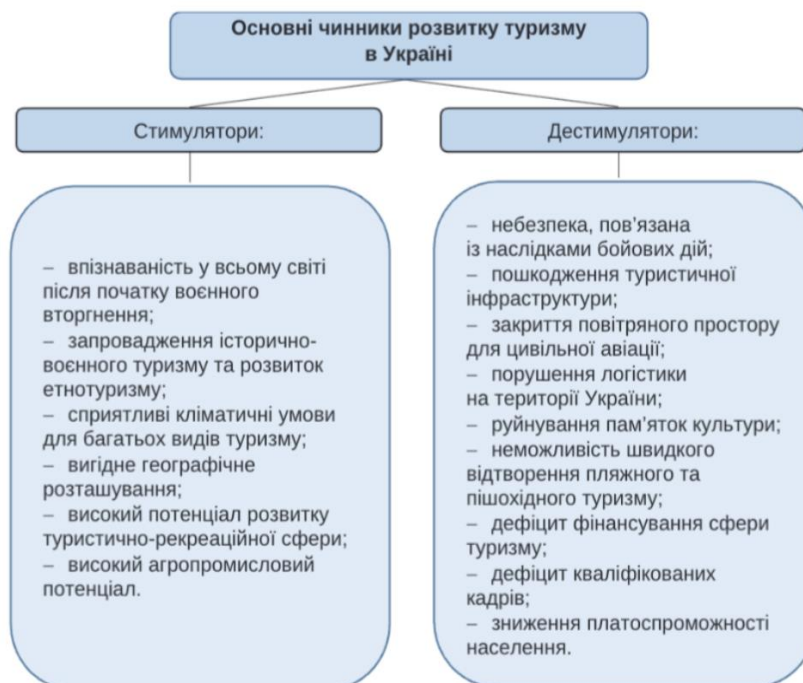 Основні чинники розвитку туризму
в Україні
Стимулятори:
– впізнаваність у всьому світі
після початку воєнного
вторгнення;
– запровадження історично-
воєнного туризму та розвиток
етнотуризму;
– сприятливі кліматичні умови
для багатьох видів туризму;
– вигідне географічне
розташування;
– високий потенціал розвитку
туристично-рекреаційної сфери;
– високий агропромисловий
потенціал.
Дестимулятори:
– небезпека, пов’язана
із наслідками бойових дій;
– пошкодження туристичної
інфраструктури;
– закриття повітряного простору
для цивільної авіації;
– порушення логістики
на території України;
– руйнування пам’яток культури;
– неможливість швидкого
відтворення пляжного та
пішохідного туризму;
– дефіцит фінансування сфери
туризму;
– дефіцит кваліфікованих
кадрів;
– зниження платоспроможності
населення.